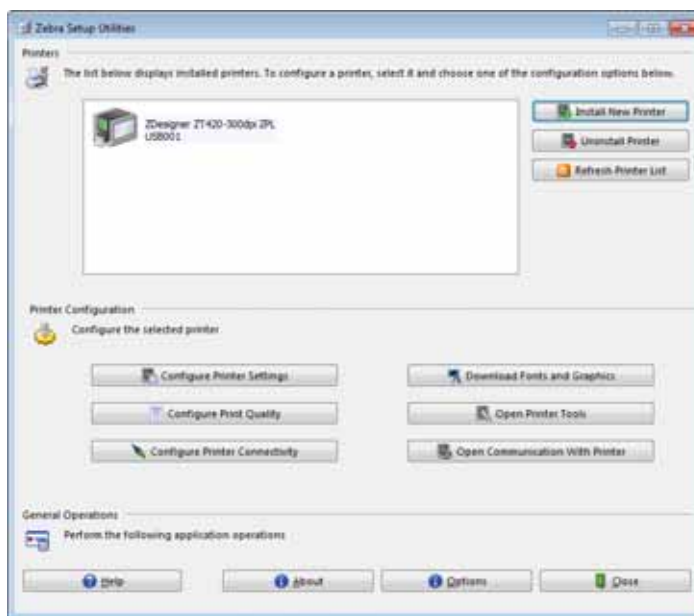 Zebra Setup Utilities
Printers
The list below displays installed printers. To configure a printer, select it and choose one of the configuration options below.
ZDesigner ZT420-300dpi ZPL
USB001
Install New Printer
Uninstall Printer
Refresh Printer List
Printer Configuration
Configure the selected printer
Configure Printer Settings
Download Fonts and Graphics
Configure Print Quality
Open Printer Tools
Configure Printer Connectivity
Open Communication With Printer
General Operations
Perform the following application operations
Help
About
Options
Close